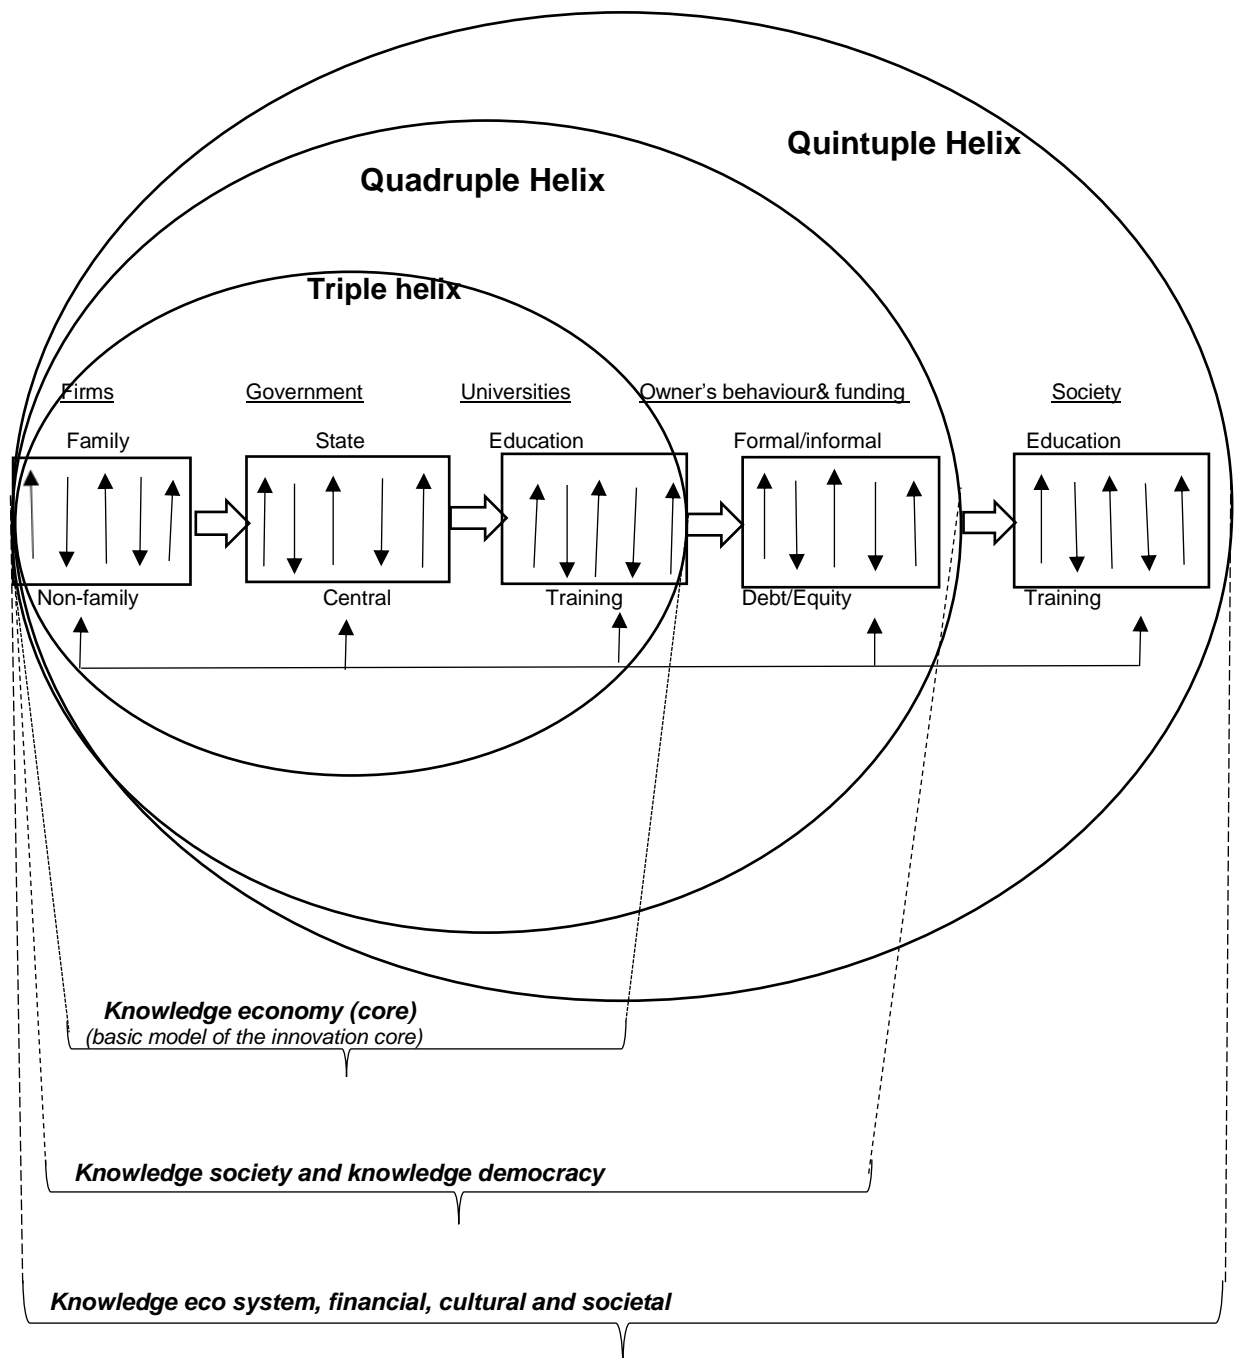 Quintuple Helix
Quadruple Helix
Triple helix
Firms Government Universities Owner's behaviour& funding Society
Family State Education Formal/informal Education
Non-family Central Training Debt/Equity Training
Knowledge economy (core)
(basic model of the innovation core)
Knowledge society and knowledge democracy
Knowledge eco system, financial, cultural and societal